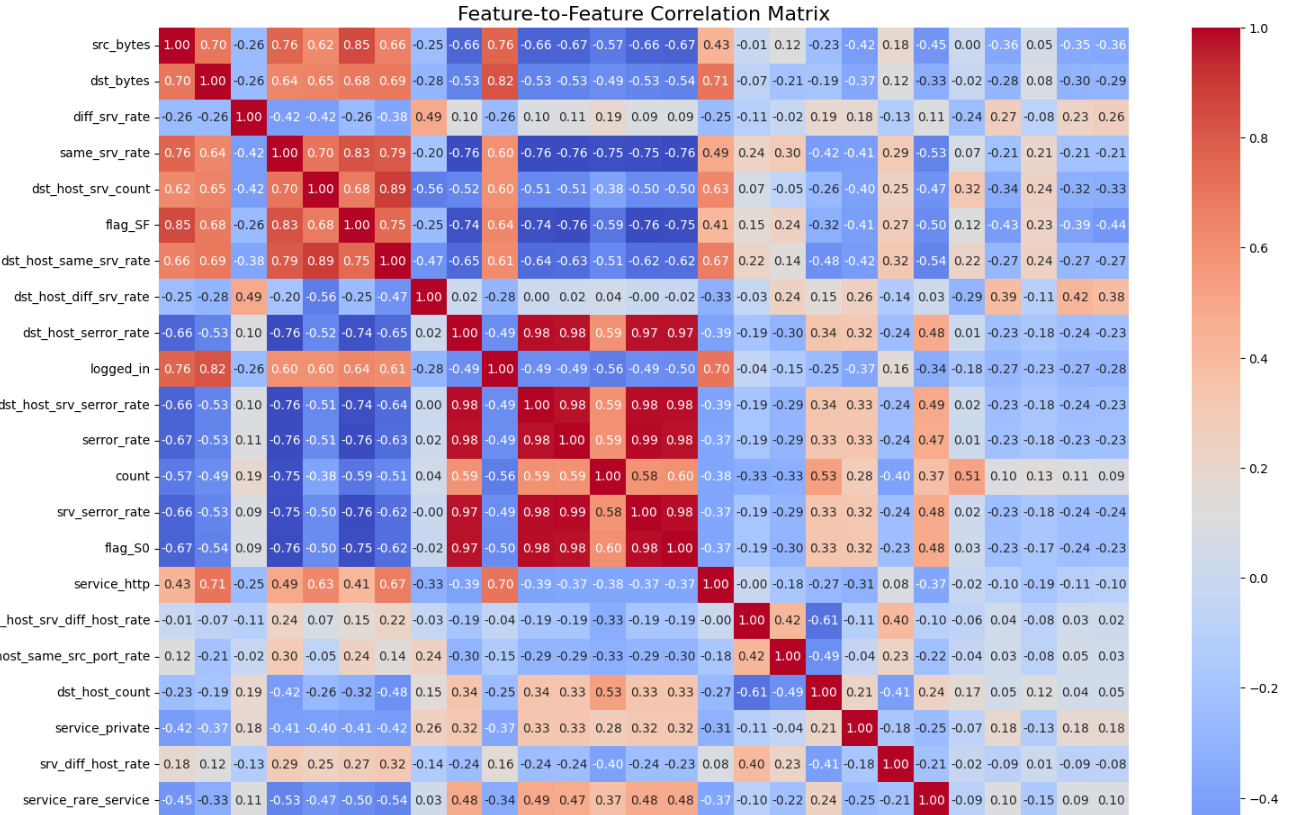 Feature-to-Feature Correlation Matrix
src_bytes 1.00 0.70 -0.26 0.76 0.62 0.85 0.66 -0.25 -0.66 0.76 -0.66 -0.67 -0.57 -0.66 -0.67 0.43 -0.01 0.12 -0.23 -0.42 0.18 -0.45 0.00 -0.36 0.05 -0.35 -0.36
dst_bytes 0.70 1.00 -0.26 0.64 0.65 0.68 0.69 -0.28 -0.53 0.82 -0.53 -0.53 -0.49 -0.53 -0.54 0.71 -0.07 -0.21 -0.19 -0.37 0.12 -0.33 -0.02 -0.28 0.08 -0.30 -0.29
diff_srv_rate -0.26 -0.26 1.00 -0.42 -0.42 -0.26 -0.38 0.49 0.10 -0.26 0.10 0.11 0.19 0.09 0.09 -0.25 -0.11 -0.02 0.19 0.18 -0.13 0.11 -0.24 0.27 -0.08 0.23 0.26
same_srv_rate 0.76 0.64 -0.42 1.00 0.70 0.83 0.79 -0.20 -0.76 0.60 -0.76 -0.76 -0.75 -0.75 -0.76 0.49 0.24 0.30 -0.42 -0.41 0.29 -0.53 0.07 -0.21 0.21 -0.21 -0.21
dst_host_srv_count 0.62 0.65 -0.42 0.70 1.00 0.68 0.89 -0.56 -0.52 0.60 -0.51 -0.51 -0.38 -0.50 -0.50 0.63 0.07 -0.05 -0.26 -0.40 0.25 -0.47 0.32 -0.34 0.24 -0.32 -0.33
flag_SF 0.85 0.68 -0.26 0.83 0.68 1.00 0.75 -0.25 -0.74 0.64 -0.74 -0.76 -0.59 -0.76 -0.75 0.41 0.15 0.24 -0.32 -0.41 0.27 -0.50 0.12 -0.43 0.23 -0.39 -0.44
dst_host_same_srv_rate 0.66 0.69 -0.38 0.79 0.89 0.75 1.00 -0.47 -0.65 0.61 -0.64 -0.63 -0.51 -0.62 -0.62 0.67 0.22 0.14 -0.48 -0.42 0.32 -0.54 0.22 -0.27 0.24 -0.27 -0.27
dst_host_diff_srv_rate -0.25 -0.28 0.49 -0.20 -0.56 -0.25 -0.47 1.00 0.02 -0.28 0.00 0.02 0.04 -0.00 -0.02 -0.33 -0.03 0.24 0.15 0.26 -0.14 0.03 -0.29 0.39 -0.11 0.42 0.38
dst_host_serror_rate -0.66 -0.53 0.10 -0.76 -0.52 -0.74 -0.65 0.02 1.00 -0.49 0.98 0.98 0.59 0.97 0.97 -0.39 -0.19 -0.30 0.34 0.32 -0.24 0.48 0.01 -0.23 -0.18 -0.24 -0.23
logged_in 0.76 0.82 -0.26 0.60 0.60 0.64 0.61 -0.28 -0.49 1.00 -0.49 -0.49 -0.56 -0.49 -0.50 0.70 -0.04 -0.15 -0.25 -0.37 0.16 -0.34 -0.18 -0.27 -0.23 -0.27 -0.28
dst_host_srv_serror_rate -0.66 -0.53 0.10 -0.76 -0.51 -0.74 -0.64 0.00 0.98 -0.49 1.00 0.98 0.59 0.98 0.98 -0.39 -0.19 -0.29 0.34 0.33 -0.24 0.49 0.02 -0.23 -0.18 -0.24 -0.23
serror_rate -0.67 -0.53 0.11 -0.76 -0.51 -0.76 -0.63 0.02 0.98 -0.49 0.98 1.00 0.59 0.99 0.98 -0.37 -0.19 -0.29 0.33 0.33 -0.24 0.47 0.01 -0.23 -0.18 -0.23 -0.23
count -0.57 -0.49 0.19 -0.75 -0.38 -0.59 -0.51 0.04 0.59 -0.56 0.59 0.59 1.00 0.58 0.60 -0.38 -0.33 -0.33 0.53 0.28 -0.40 0.37 0.51 0.10 0.13 0.11 0.09
srv_serror_rate -0.66 -0.53 0.09 -0.75 -0.50 -0.76 -0.62 -0.00 0.97 -0.49 0.98 0.99 0.58 1.00 0.98 -0.37 -0.19 -0.29 0.33 0.32 -0.24 0.48 0.02 -0.23 -0.18 -0.24 -0.24
flag_S0 -0.67 -0.54 0.09 -0.76 -0.50 -0.75 -0.62 -0.02 0.97 -0.50 0.98 0.98 0.60 0.98 1.00 -0.37 -0.19 -0.30 0.33 0.32 -0.23 0.48 0.03 -0.23 -0.17 -0.24 -0.23
service_http 0.43 0.71 -0.25 0.49 0.63 0.41 0.67 -0.33 -0.39 0.70 -0.39 -0.37 -0.38 -0.37 -0.37 1.00 -0.00 -0.18 -0.27 -0.31 0.08 -0.37 -0.02 -0.10 -0.19 -0.11 -0.10
_host_srv_diff_host_rate -0.01 -0.07 -0.11 0.24 0.07 0.15 0.22 -0.03 -0.19 -0.04 -0.19 -0.19 -0.33 -0.19 -0.19 -0.00 1.00 0.42 -0.61 -0.11 0.40 -0.10 -0.06 0.04 -0.08 0.03 0.02
host_same_src_port_rate 0.12 -0.21 -0.02 0.30 -0.05 0.24 0.14 0.24 -0.30 -0.15 -0.29 -0.29 -0.33 -0.29 -0.30 -0.18 0.42 1.00 -0.49 -0.04 0.23 -0.22 -0.04 0.03 -0.08 0.05 0.03
dst_host_count -0.23 -0.19 0.19 -0.42 -0.26 -0.32 -0.48 0.15 0.34 -0.25 0.34 0.33 0.53 0.33 0.33 -0.27 -0.61 -0.49 1.00 0.21 -0.41 0.24 0.17 0.05 0.12 0.04 0.05
service_private -0.42 -0.37 0.18 -0.41 -0.40 -0.41 -0.42 0.26 0.32 -0.37 0.33 0.33 0.28 0.32 0.32 -0.31 -0.11 -0.04 0.21 1.00 -0.18 -0.25 -0.07 0.18 -0.13 0.18 0.18
srv_diff_host_rate 0.18 0.12 -0.13 0.29 0.25 0.27 0.32 -0.14 -0.24 0.16 -0.24 -0.24 -0.40 -0.24 -0.23 0.08 0.40 0.23 -0.41 -0.18 1.00 -0.21 -0.02 -0.09 0.01 -0.09 -0.08
service_rare_service -0.45 -0.33 0.11 -0.53 -0.47 -0.50 -0.54 0.03 0.48 -0.34 0.49 0.47 0.37 0.48 0.48 -0.37 -0.10 -0.22 0.24 -0.25 -0.21 1.00 -0.09 0.10 -0.15 0.09 0.10
1.0
0.8
0.6
0.4
0.2
0.0
−0.2
−0.4